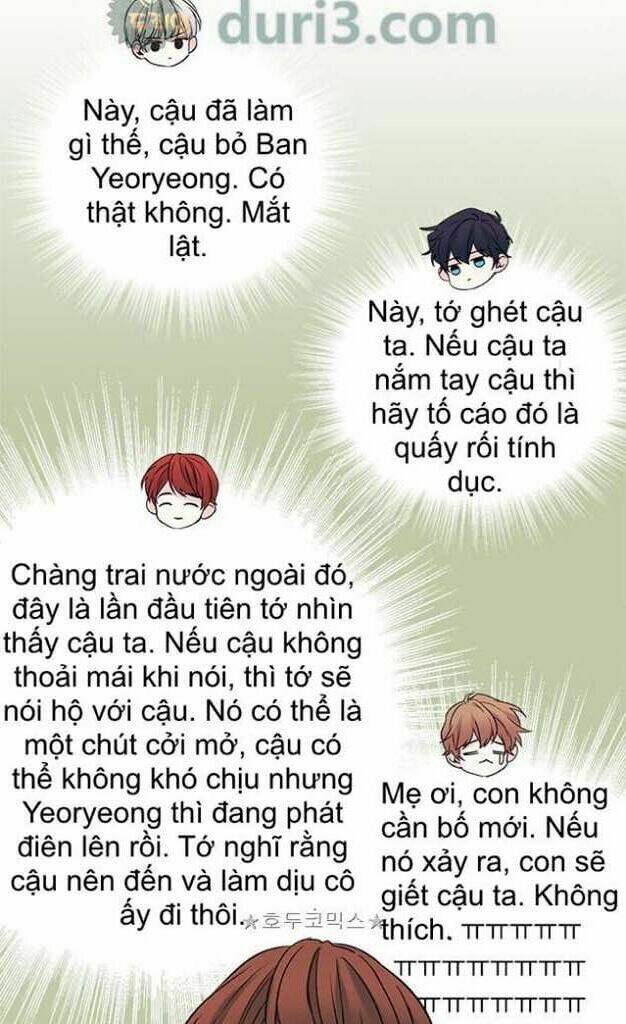 duri3.com
Này, cậu đã làm
gì thế, cậu bỏ Ban
Yeoryeong. Có
thật không. Mắt
lật.
Này, tớ ghét cậu
ta. Nếu cậu ta
nắm tay cậu thì
hãy tố cáo đó là
quấy rối tính
dục.
Chàng trai nước ngoài đó,
đây là lần đầu tiên tớ nhìn
thấy cậu ta. Nếu cậu không
thoải mái khi nói, thì tớ sẽ
nói hộ với cậu. Nó có thể là
một chút cởi mở, cậu có
thể không khó chịu nhưng
Yeoryeong thì đang phát
điên lên rồi. Tớ nghĩ rằng
cậu nên đến và làm dịu cô
ấy đi thôi.
★호두코믹스★
Mẹ ơi, con không
cần bố mới. Nếu
nó xảy ra, con sẽ
giết cậu ta. Không
thích. ㅠㅠㅠㅠㅠ
ㅠㅠㅠㅠㅠㅠㅠㅠ
ㅠㅠㅠㅠㅠㅠㅠ